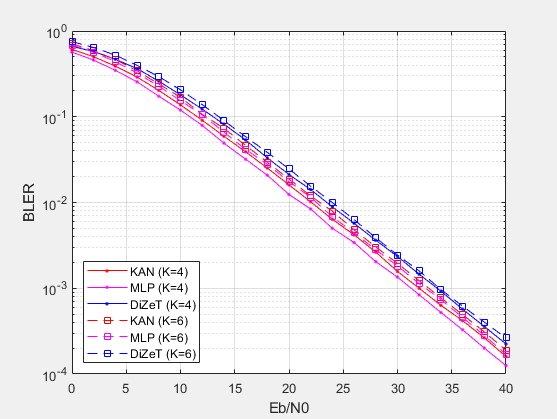 10^0
10^-1
10^-2
10^-3
10^-4
BLER
KAN (K=4)
MLP (K=4)
DiZeT (K=4)
KAN (K=6)
MLP (K=6)
DiZeT (K=6)
0 5 10 15 20 25 30 35 40
Eb/N0